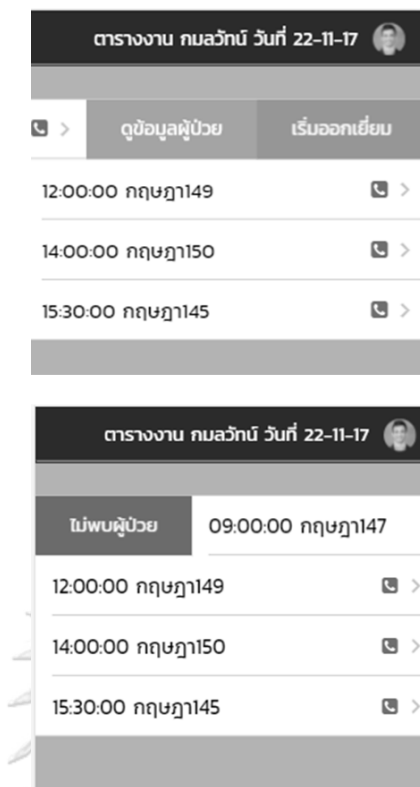 ตารางงาน กมลวัทน์ วันที่ 22-11-17
ดูข้อมูลผู้ป่วย เริ่มออกเยี่ยม
12:00:00 กฤษฎา149
14:00:00 กฤษฎา150
15:30:00 กฤษฎา145
ตารางงาน กมลวัทน์ วันที่ 22-11-17
ไม่พบผู้ป่วย 09:00:00 กฤษฎา147
12:00:00 กฤษฎา149
14:00:00 กฤษฎา150
15:30:00 กฤษฎา145